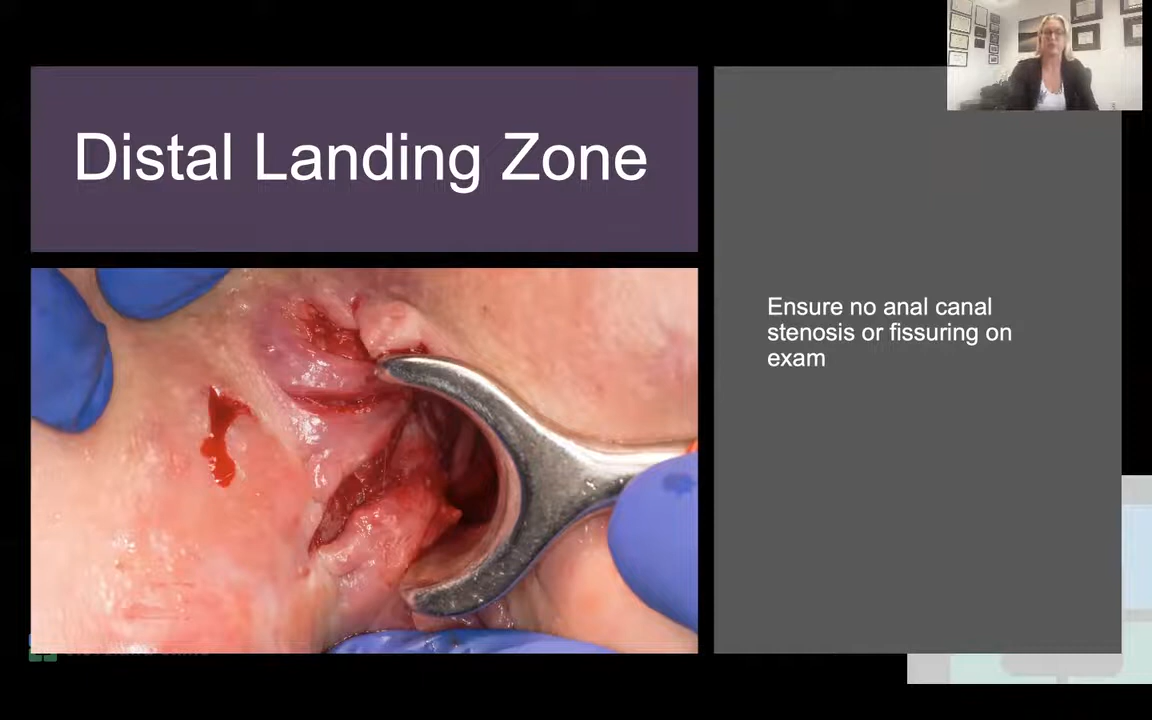 Distal Landing Zone
Ensure no anal canal
stenosis or fissuring on
exam